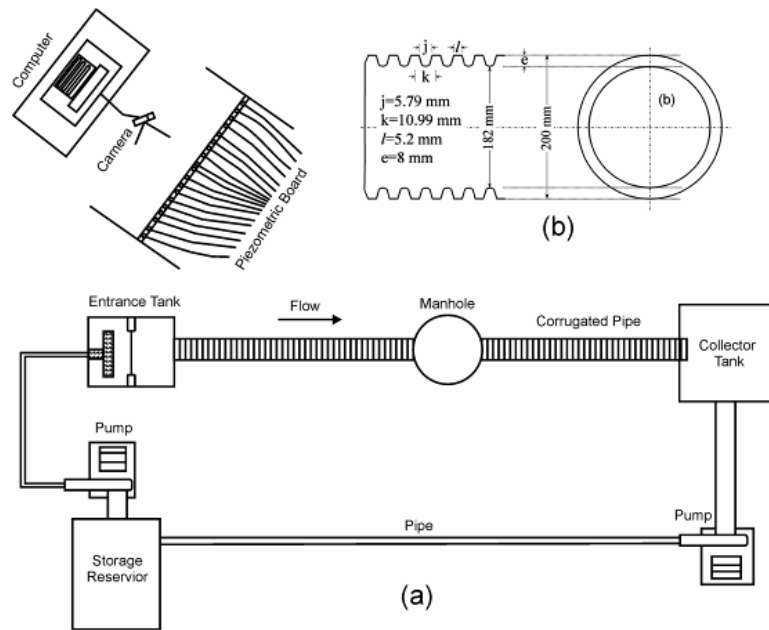 Computer
Camera
Piezometric Board
j
l
k
e
j=5.79 mm
k=10.99 mm
l=5.2 mm
e=8 mm
182 mm
200 mm
(b)
(b)
Entrance Tank
Flow
Manhole
Corrugated Pipe
Collector
Tank
Pump
Pipe
Pump
Storage
Reservior
(a)